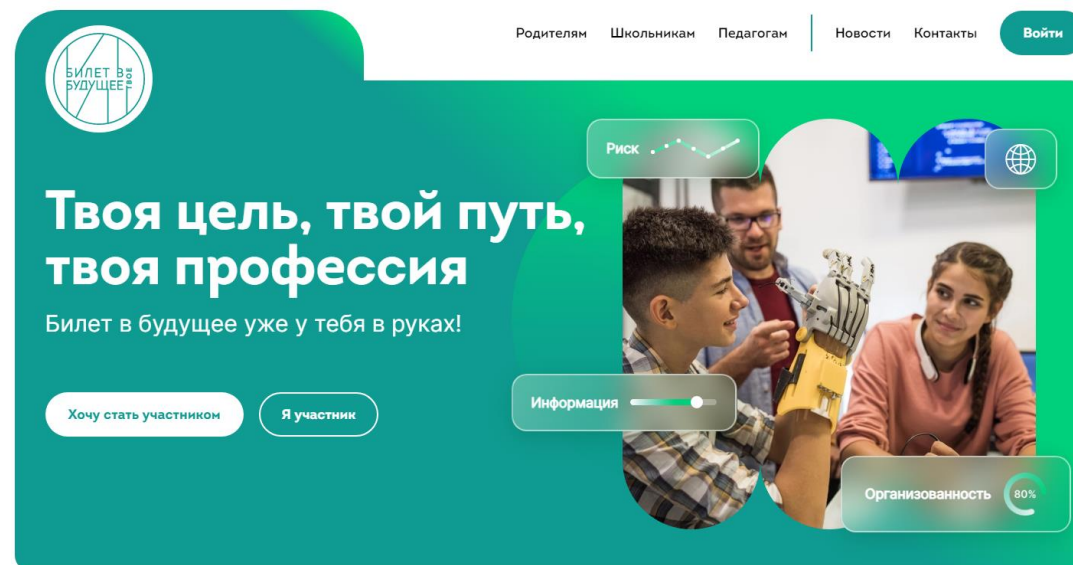 БИЛЕТ В
БУДУЩЕЕ
ТВОЕ
Родителям Школьникам Педагогам Новости Контакты Войти
Твоя цель, твой путь,
твоя профессия
Билет в будущее уже у тебя в руках!
Хочу стать участником Я участник
Риск
Информация
Организованность 80%